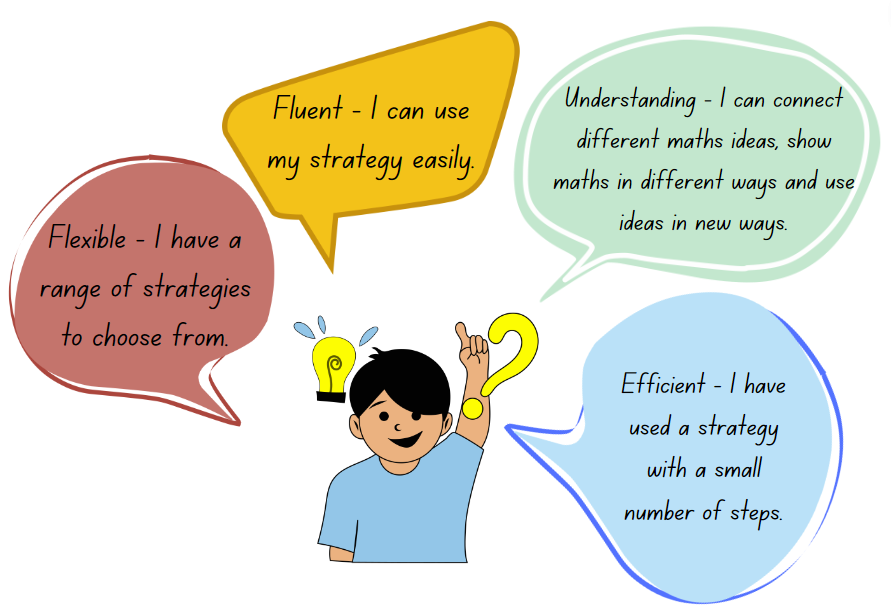 Fluent - I can use
my strategy easily.
Understanding - I can connect
different maths ideas, show
maths in different ways and use
ideas in new ways.
Flexible - I have a
range of strategies
to choose from.
Efficient - I have
used a strategy
with a small
number of steps.
?